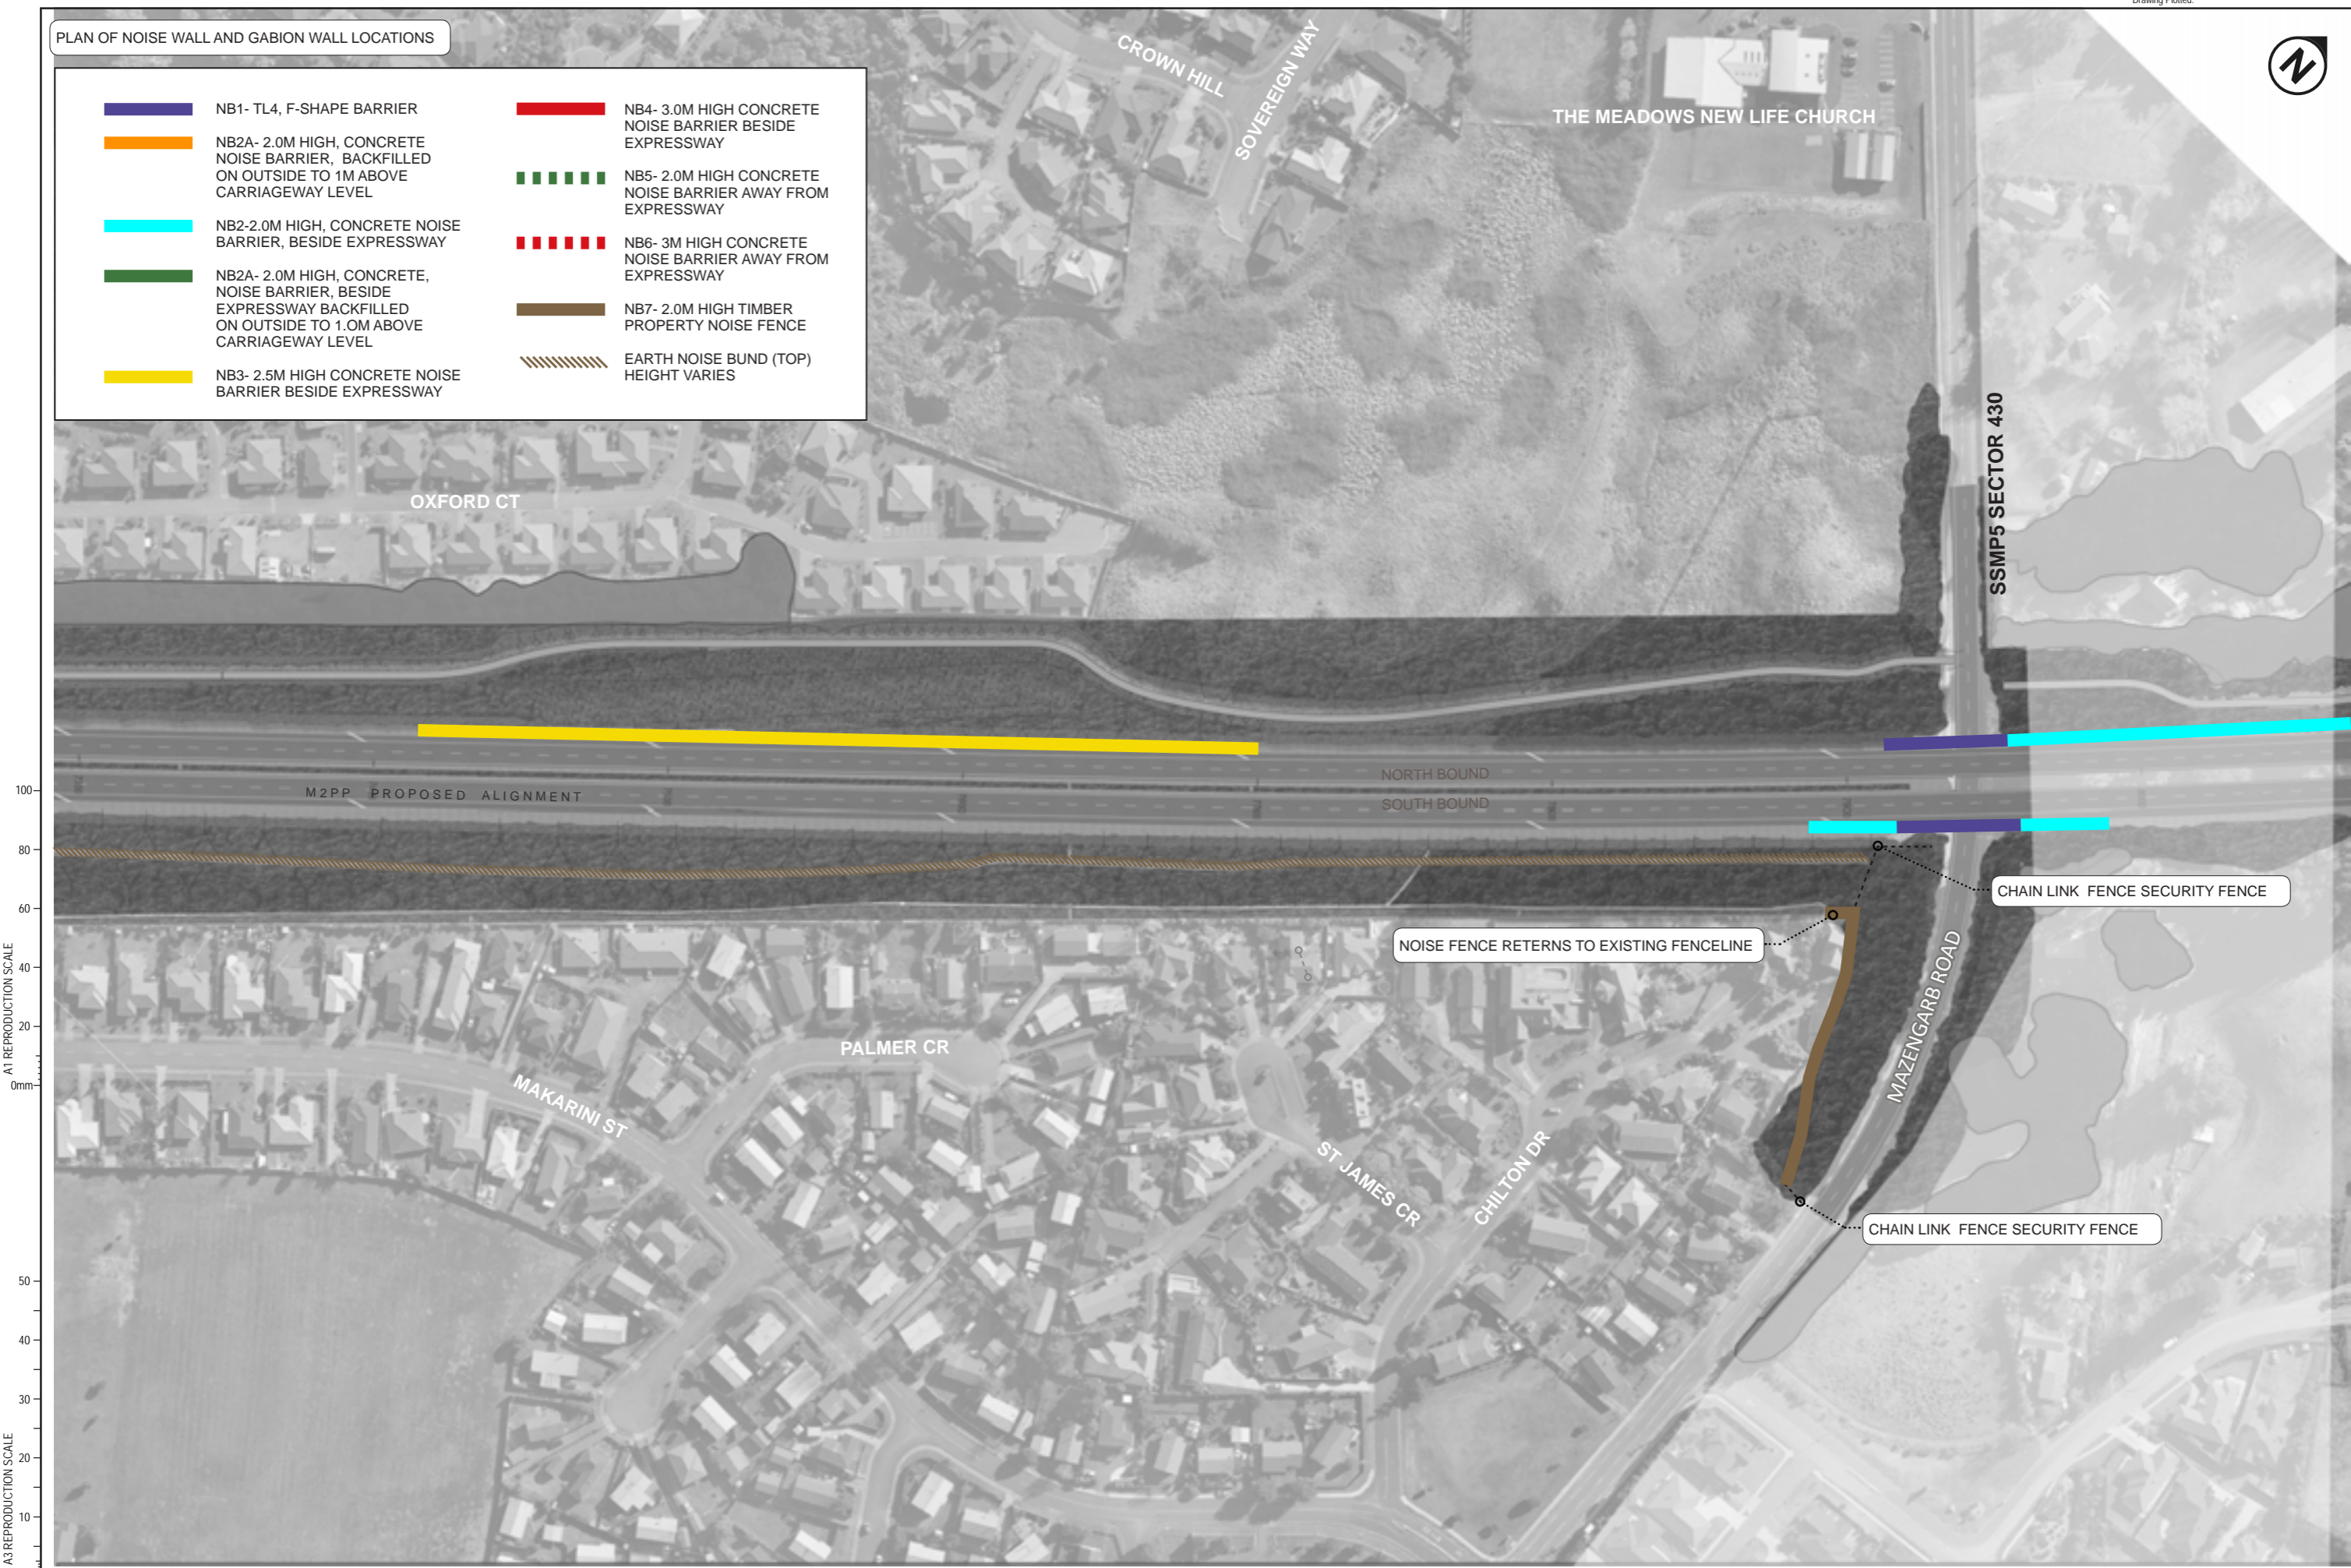 Drawing Plotted:
PLAN OF NOISE WALL AND GABION WALL LOCATIONS
NB1- TL4, F-SHAPE BARRIER
NB2A- 2.0M HIGH, CONCRETE
NOISE BARRIER, BACKFILLED
ON OUTSIDE TO 1M ABOVE
CARRIAGEWAY LEVEL
NB2-2.0M HIGH, CONCRETE NOISE
BARRIER, BESIDE EXPRESSWAY
NB2A- 2.0M HIGH, CONCRETE,
NOISE BARRIER, BESIDE
EXPRESSWAY BACKFILLED
ON OUTSIDE TO 1.OM ABOVE
CARRIAGEWAY LEVEL
NB3- 2.5M HIGH CONCRETE NOISE
BARRIER BESIDE EXPRESSWAY
NB4- 3.0M HIGH CONCRETE
NOISE BARRIER BESIDE
EXPRESSWAY
NB5- 2.0M HIGH CONCRETE
NOISE BARRIER AWAY FROM
EXPRESSWAY
NB6- 3M HIGH CONCRETE
NOISE BARRIER AWAY FROM
EXPRESSWAY
NB7- 2.0M HIGH TIMBER
PROPERTY NOISE FENCE
EARTH NOISE BUND (TOP)
HEIGHT VARIES
CROWN HILL
SOVEREIGN WAY
THE MEADOWS NEW LIFE CHURCH
N
OXFORD CT
SSMP5 SECTOR 430
NORTH BOUND
M2PP PROPOSED ALIGNMENT
SOUTH BOUND
CHAIN LINK FENCE SECURITY FENCE
NOISE FENCE RETERNS TO EXISTING FENCELINE
MAZENGARB ROAD
PALMER CR
MAKARINI ST
ST JAMES CR
CHILTON DR
CHAIN LINK FENCE SECURITY FENCE
100
80
60
40
20
0mm
A1 REPRODUCTION SCALE
50
40
30
20
10
A3 REPRODUCTION SCALE